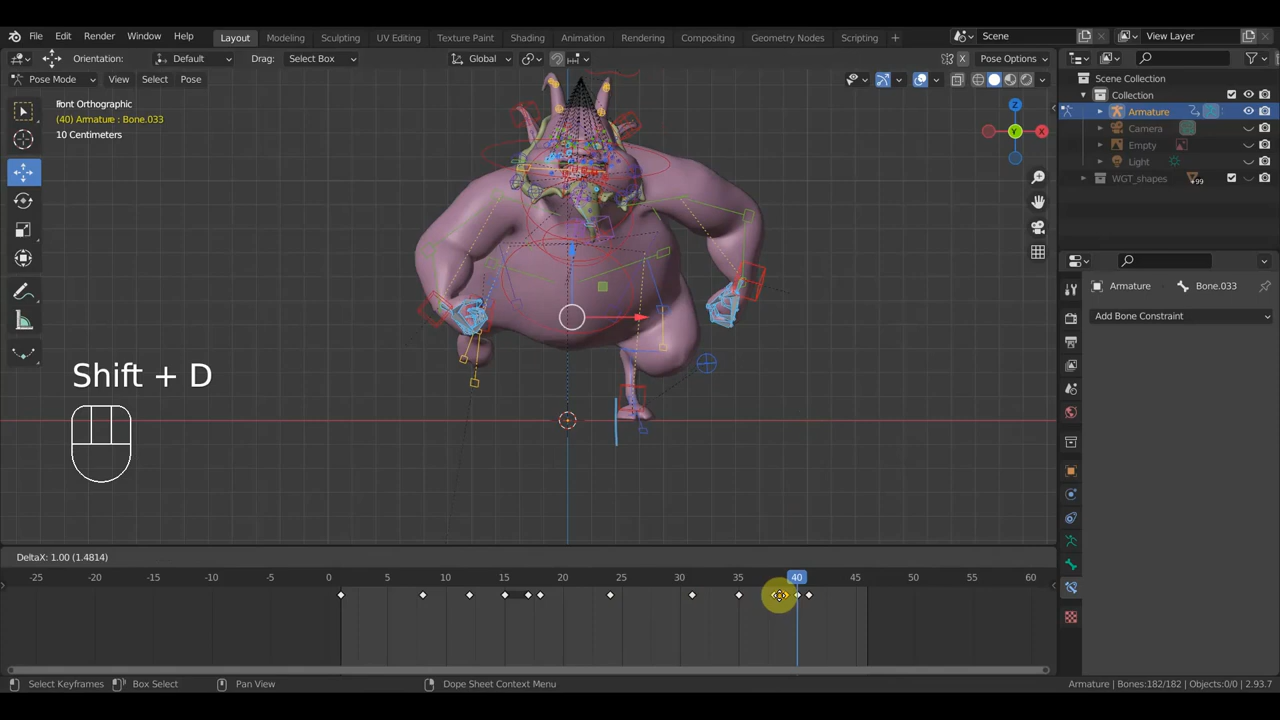 File Edit Render Window Help Layout Modeling Sculpting UV Editing Texture Paint Shading Animation Rendering Compositing Geometry Nodes Scripting + Scene View Layer
Orientation: Default Drag: Select Box Global Pose Options
Pose Mode View Select Pose
Scene Collection
Collection
Armature
Camera
Empty
Light
WGT_shapes 99
Front Orthographic
(40) Armature : Bone.033
10 Centimeters
Z
Y
X
Armature Bone.033
Add Bone Constraint
Shift + D
DeltaX: 1.00 (1.4814)
-25 -20 -15 -10 -5 0 5 10 15 20 25 30 35 40 45 50 55 60
Select Keyframes Box Select Pan View Dope Sheet Context Menu Armature | Bones:182/182 | Objects:0/0 | 2.93.7